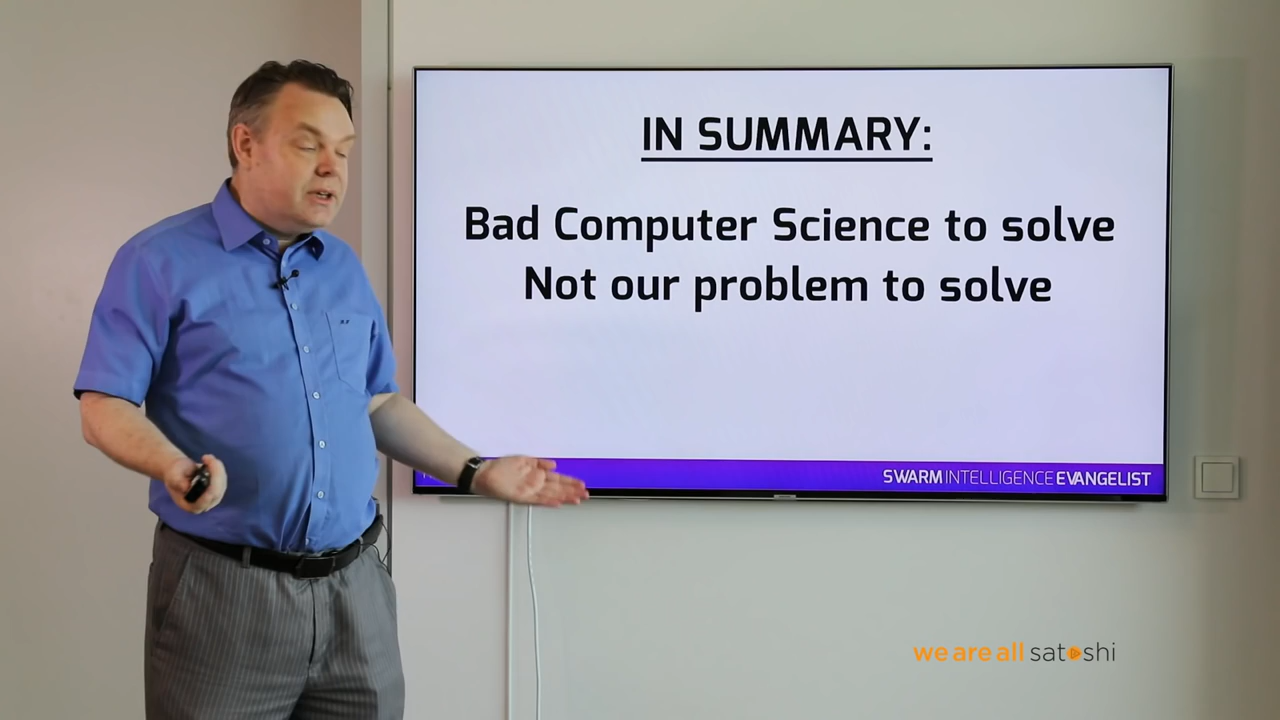 IN SUMMARY:
Bad Computer Science to solve
Not our problem to solve
SWARM INTELLIGENCE EVANGELIST
we are all satoshi